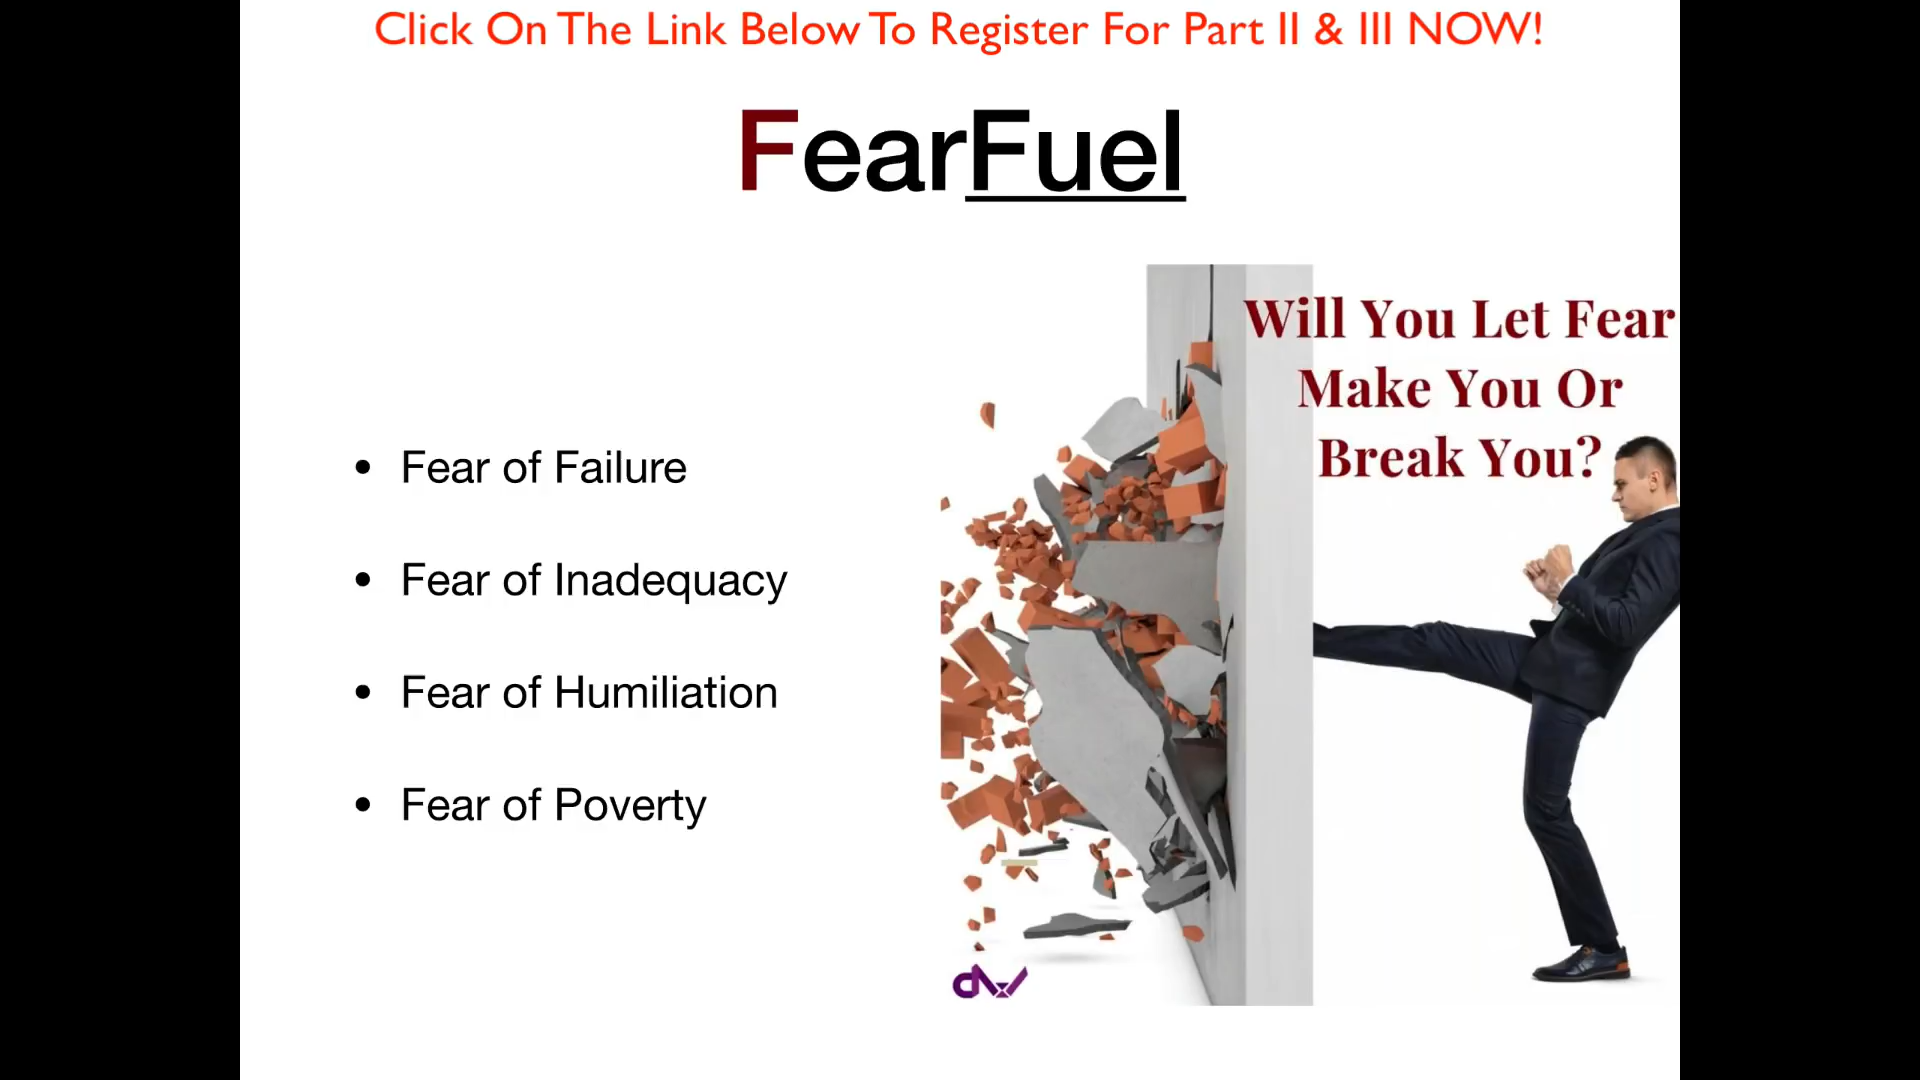 Click On The Link Below To Register For Part II & III NOW!
FearFuel
Will You Let Fear
Make You Or
Break You?
• Fear of Failure
• Fear of Inadequacy
• Fear of Humiliation
• Fear of Poverty